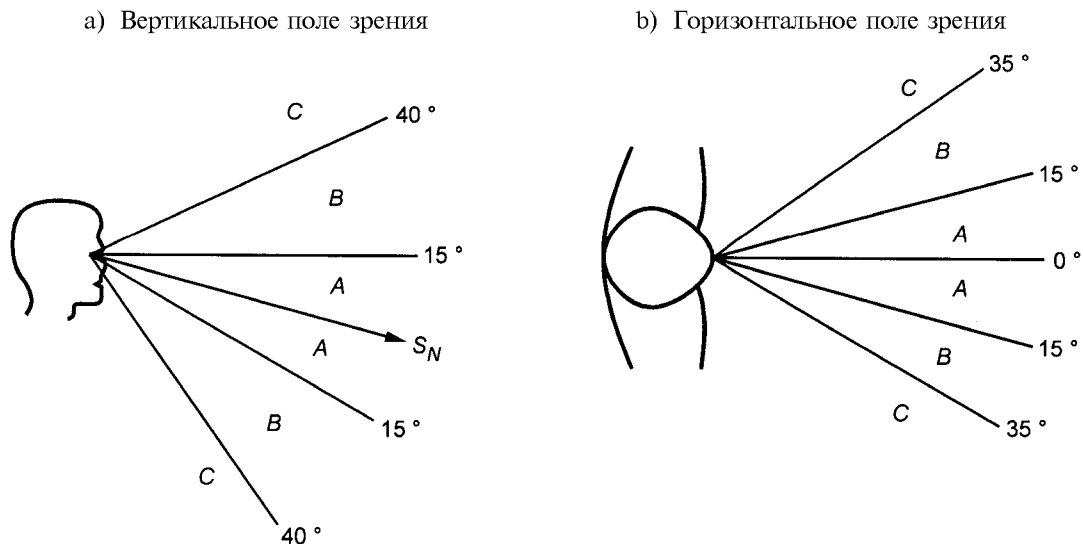 a) Вертикальное поле зрения
C
40 °
B
15 °
A
S_N
A
15 °
B
C
40 °
b) Горизонтальное поле зрения
35 °
C
B
15 °
A
0 °
A
15 °
B
C
35 °